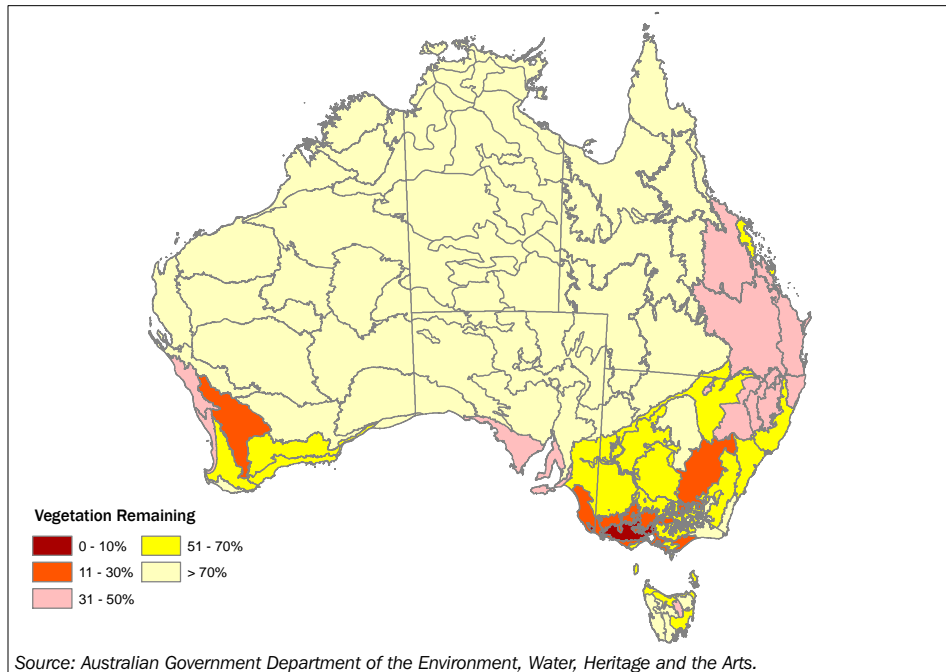 Vegetation Remaining
0 - 10% 51 - 70%
11 - 30% > 70%
31 - 50%
Source: Australian Government Department of the Environment, Water, Heritage and the Arts.